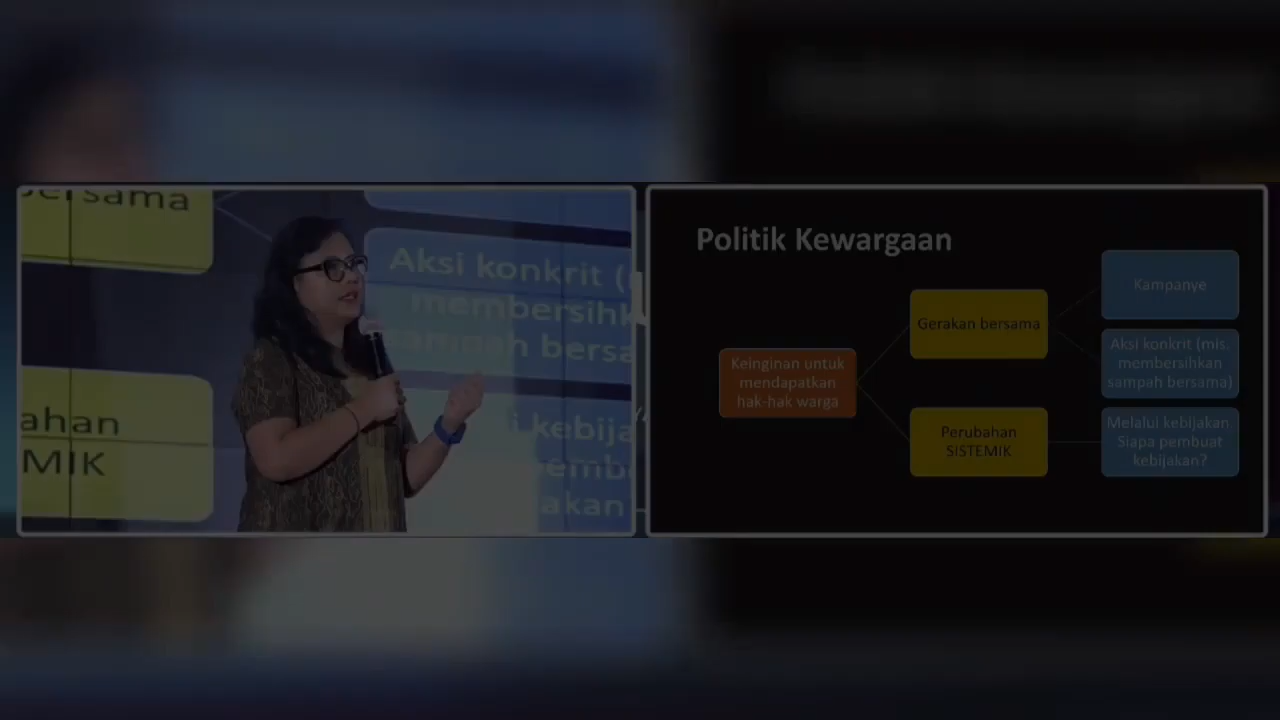 bersama
Aksi konkrit (
membersihk
sampah bersa
ahan
MIK
i kebija
akan
Politik Kewargaan
Keinginan untuk
mendapatkan
hak-hak warga
Gerakan bersama
Perubahan
SISTEMIK
Kampanye
Aksi konkrit (mis.
membersihkan
sampah bersama)
Melalui kebijakan
Siapa pembuat
kebijakan?